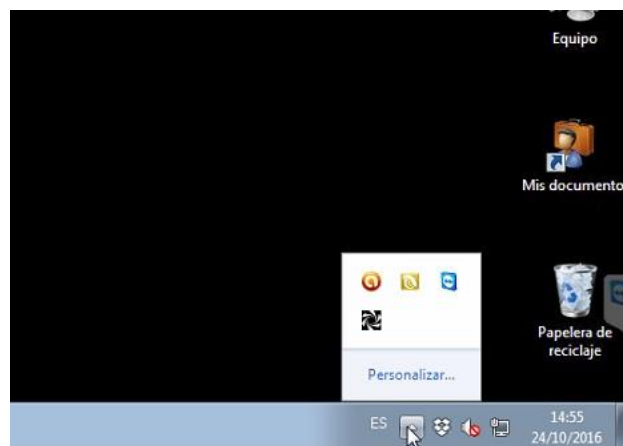 Equipo
Mis documento
Papelera de
reciclaje
Personalizar...
ES
14:55
24/10/2016